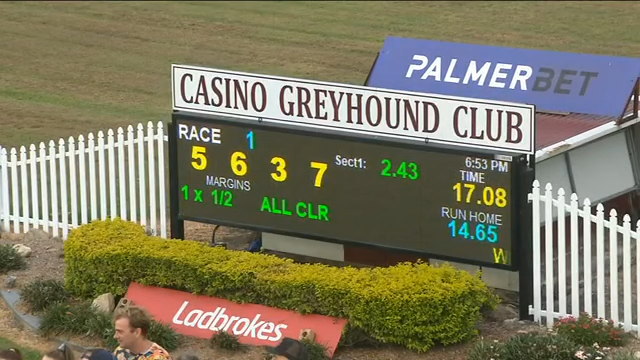 PALMERBET
CASINO GREYHOUND CLUB
RACE 1
6:53 PM
5 6 3 7
Sect1: 2.43
TIME
17.08
MARGINS
1 x 1/2
ALL CLR
RUN HOME
14.65
W
Ladbrokes